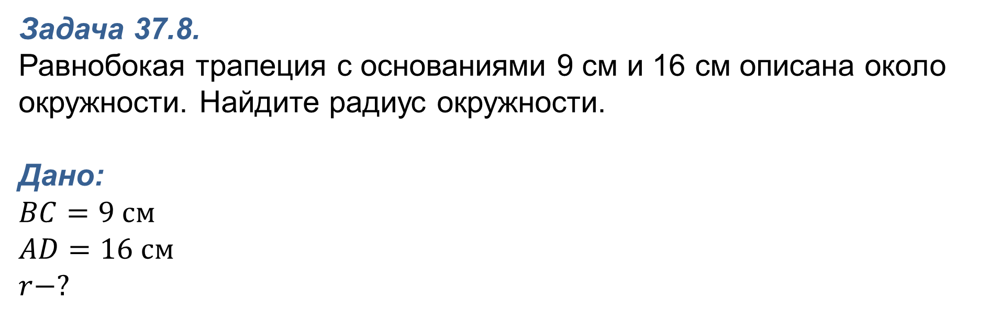 Задача 37.8.
Равнобокая трапеция с основаниями 9 см и 16 см описана около
окружности. Найдите радиус окружности.
Дано:
BC = 9 см
AD = 16 см
r−?